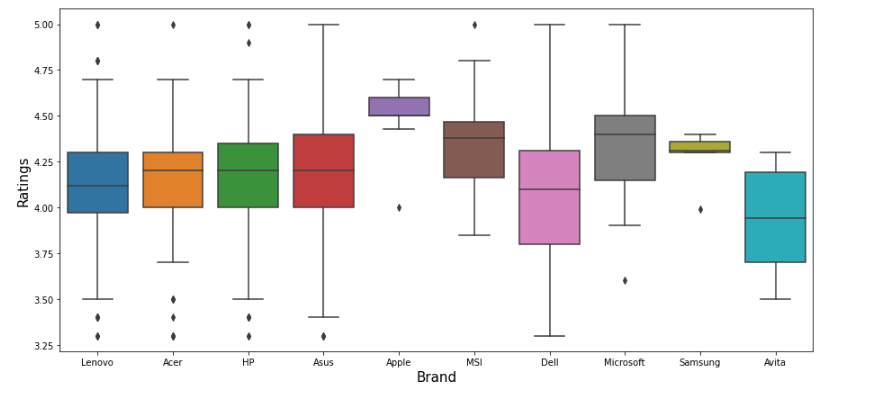 5.00
4.75
4.50
4.25
4.00
3.75
3.50
3.25
Ratings
Lenovo Acer HP Asus Apple MSI Dell Microsoft Samsung Avita
Brand